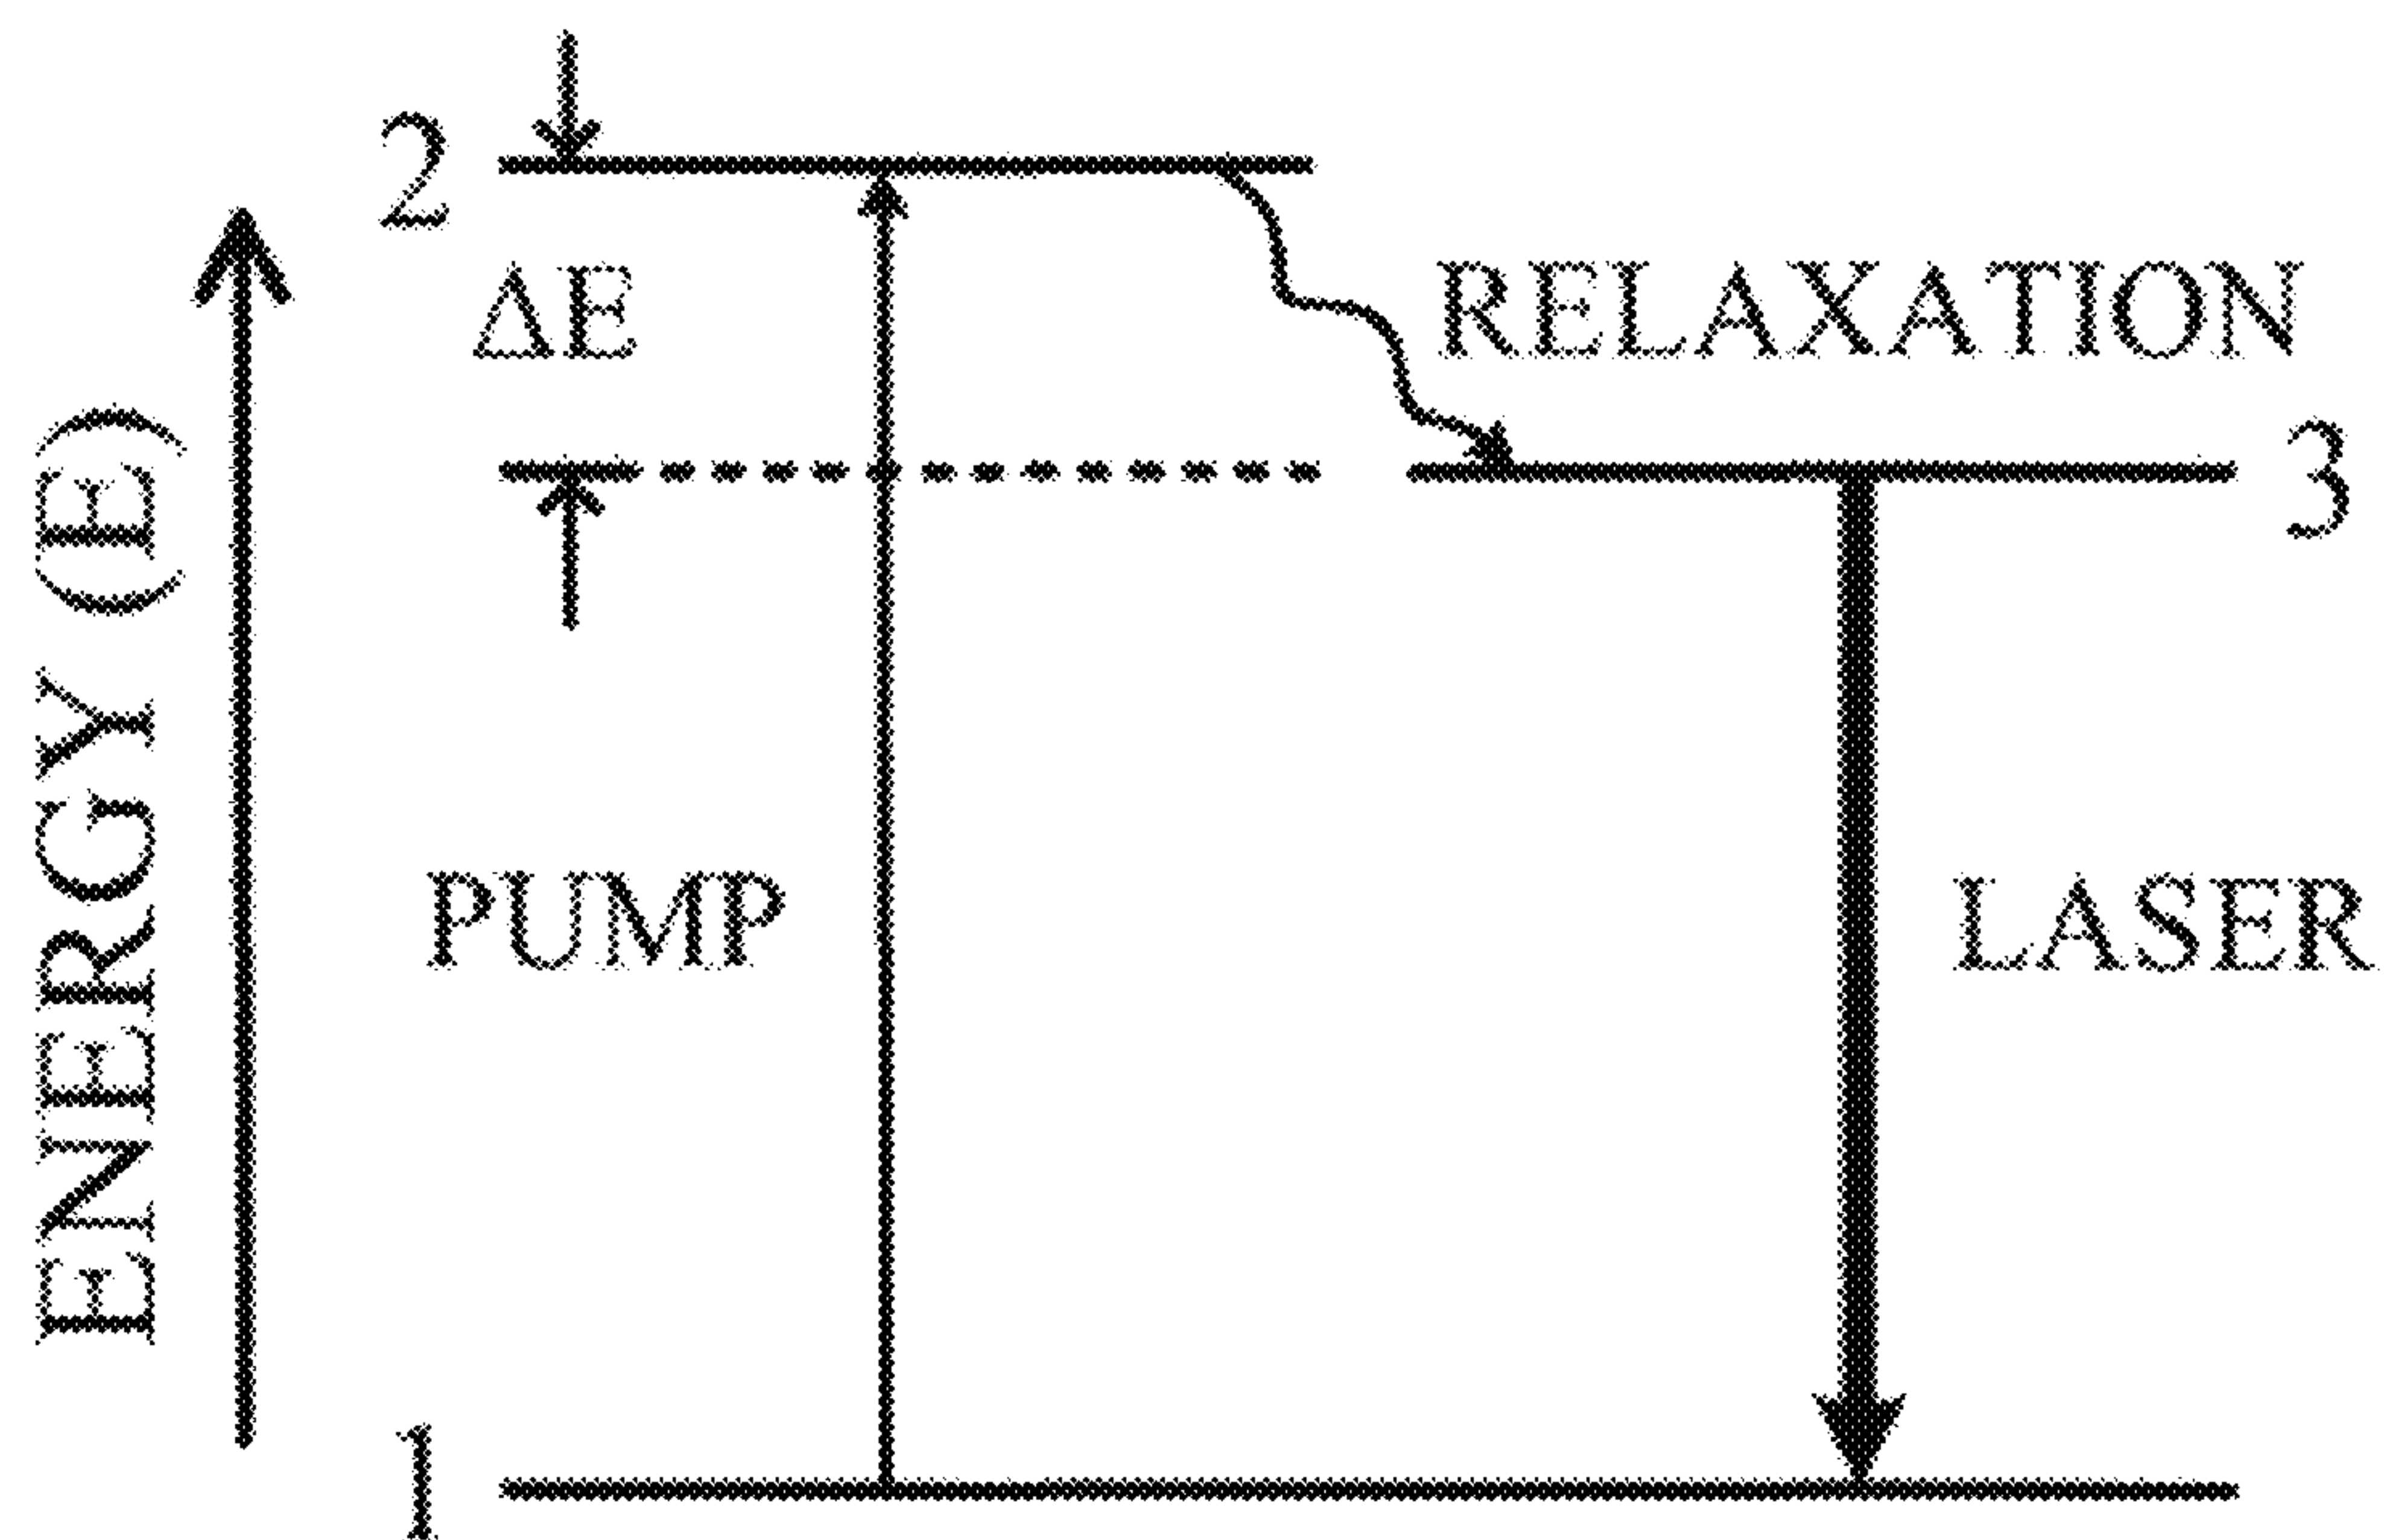 2
ΔE
RELAXATION
3
ENERGY (E)
PUMP
LASER
1